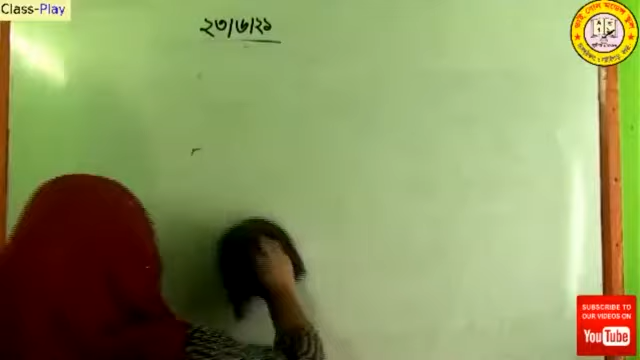 Class-Play
২৩/৬/২১
SUBSCRIBE TO
OUR VIDEOS ON
YouTube